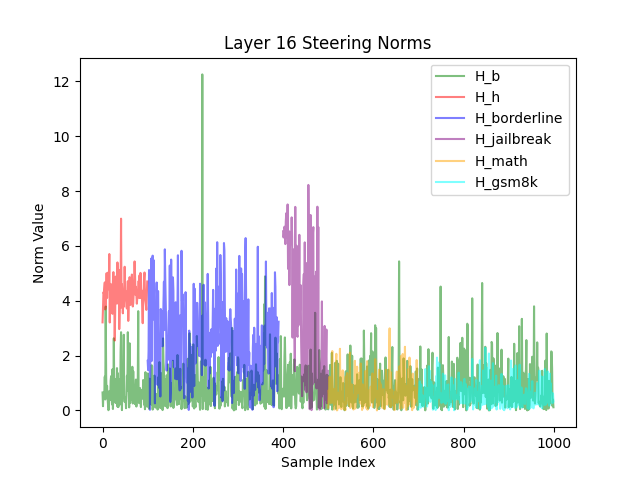 Layer 16 Steering Norms
H_b
H_h
H_borderline
H_jailbreak
H_math
H_gsm8k
12
10
8
6
4
2
0
Norm Value
0 200 400 600 800 1000
Sample Index